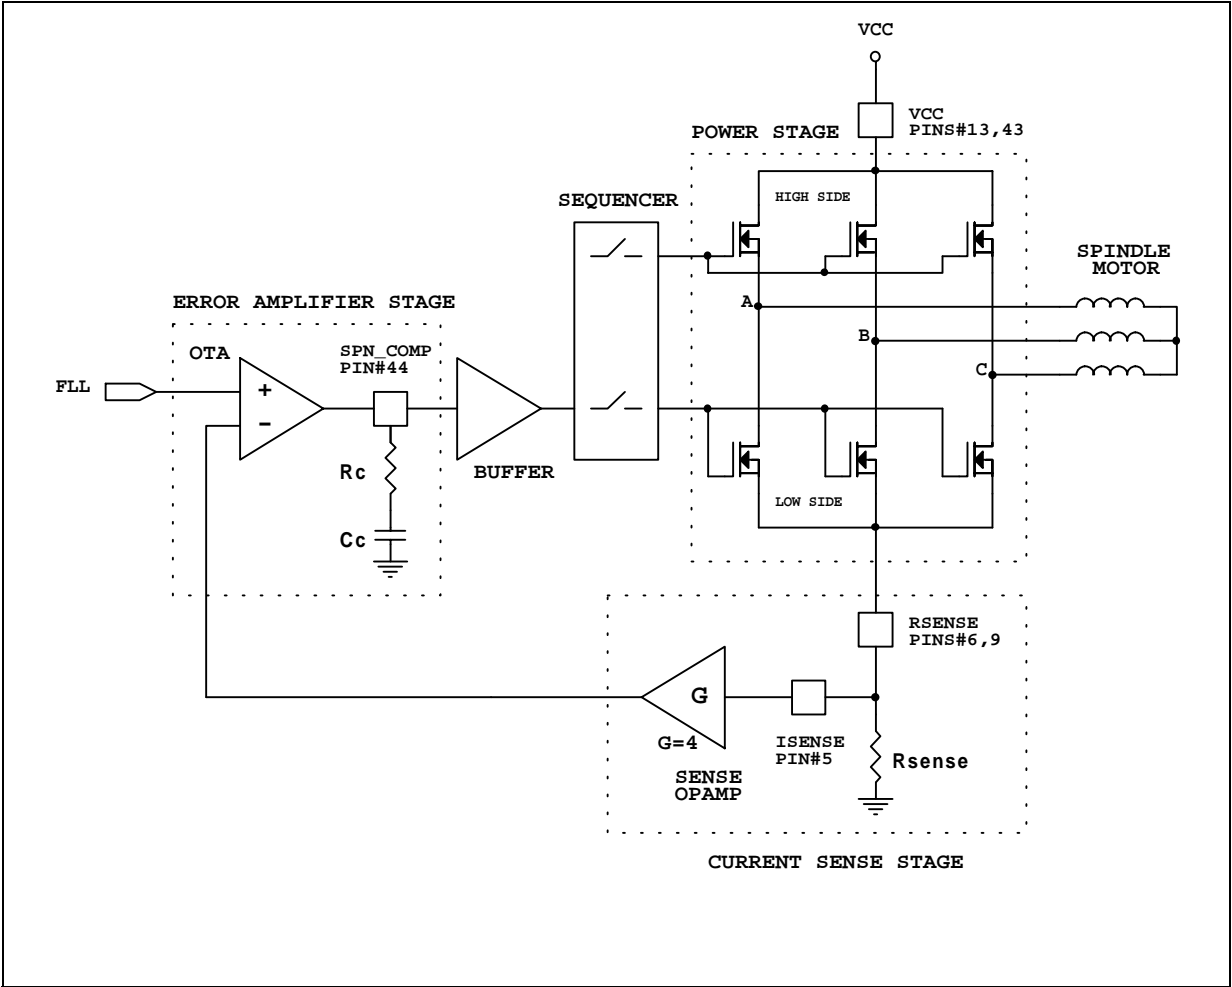 VCC
VCC
PINS#13,43
POWER STAGE
HIGH SIDE
SEQUENCER
SPINDLE
MOTOR
ERROR AMPLIFIER STAGE
A
B
C
OTA
SPN_COMP
PIN#44
FLL
+
-
BUFFER
Rc
Cc
LOW SIDE
RSENSE
PINS#6,9
G
G=4
ISENSE
PIN#5
Rsense
SENSE
OPAMP
CURRENT SENSE STAGE